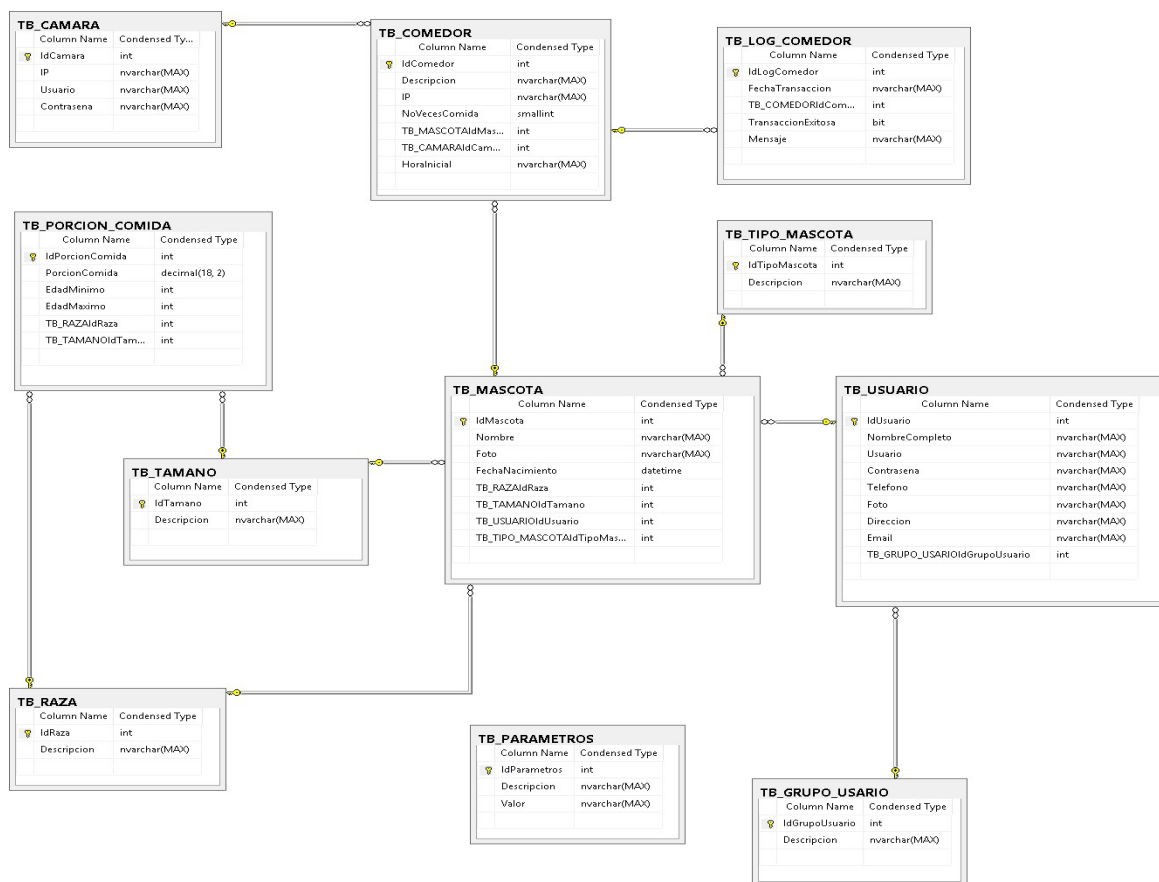 TB_CAMARA
Column Name Condensed Ty...
IdCamara int
IP nvarchar(MAX)
Usuario nvarchar(MAX)
Contrasena nvarchar(MAX)
TB_COMEDOR
Column Name Condensed Type
IdComedor int
Descripcion nvarchar(MAX)
IP nvarchar(MAX)
NoVecesComida smallint
TB_MASCOTAIdMas... int
TB_CAMARAIdCam... int
HoraInicial nvarchar(MAX)
TB_LOG_COMEDOR
Column Name Condensed Type
IdLogComedor int
FechaTransaccion nvarchar(MAX)
TB_COMEDORIdCom... int
TransaccionExitosa bit
Mensaje nvarchar(MAX)
TB_PORCION_COMIDA
Column Name Condensed Type
IdPorcionComida int
PorcionComida decimal(18, 2)
EdadMinimo int
EdadMaximo int
TB_RAZAIdRaza int
TB_TAMANOIdTam... int
TB_TIPO_MASCOTA
Column Name Condensed Type
IdTipoMascota int
Descripcion nvarchar(MAX)
TB_MASCOTA
Column Name Condensed Type
IdMascota int
Nombre nvarchar(MAX)
Foto nvarchar(MAX)
FechaNacimiento datetime
TB_RAZAIdRaza int
TB_TAMANOIdTamano int
TB_USUARIOIdUsuario int
TB_TIPO_MASCOTAIdTipoMas... int
TB_USUARIO
Column Name Condensed Type
IdUsuario int
NombreCompleto nvarchar(MAX)
Usuario nvarchar(MAX)
Contrasena nvarchar(MAX)
Telefono nvarchar(MAX)
Foto nvarchar(MAX)
Direccion nvarchar(MAX)
Email nvarchar(MAX)
TB_GRUPO_USARIOIdGrupoUsuario int
TB_TAMANO
Column Name Condensed Type
IdTamano int
Descripcion nvarchar(MAX)
TB_RAZA
Column Name Condensed Type
IdRaza int
Descripcion nvarchar(MAX)
TB_PARAMETROS
Column Name Condensed Type
IdParametros int
Descripcion nvarchar(MAX)
Valor nvarchar(MAX)
TB_GRUPO_USARIO
Column Name Condensed Type
IdGrupoUsuario int
Descripcion nvarchar(MAX)